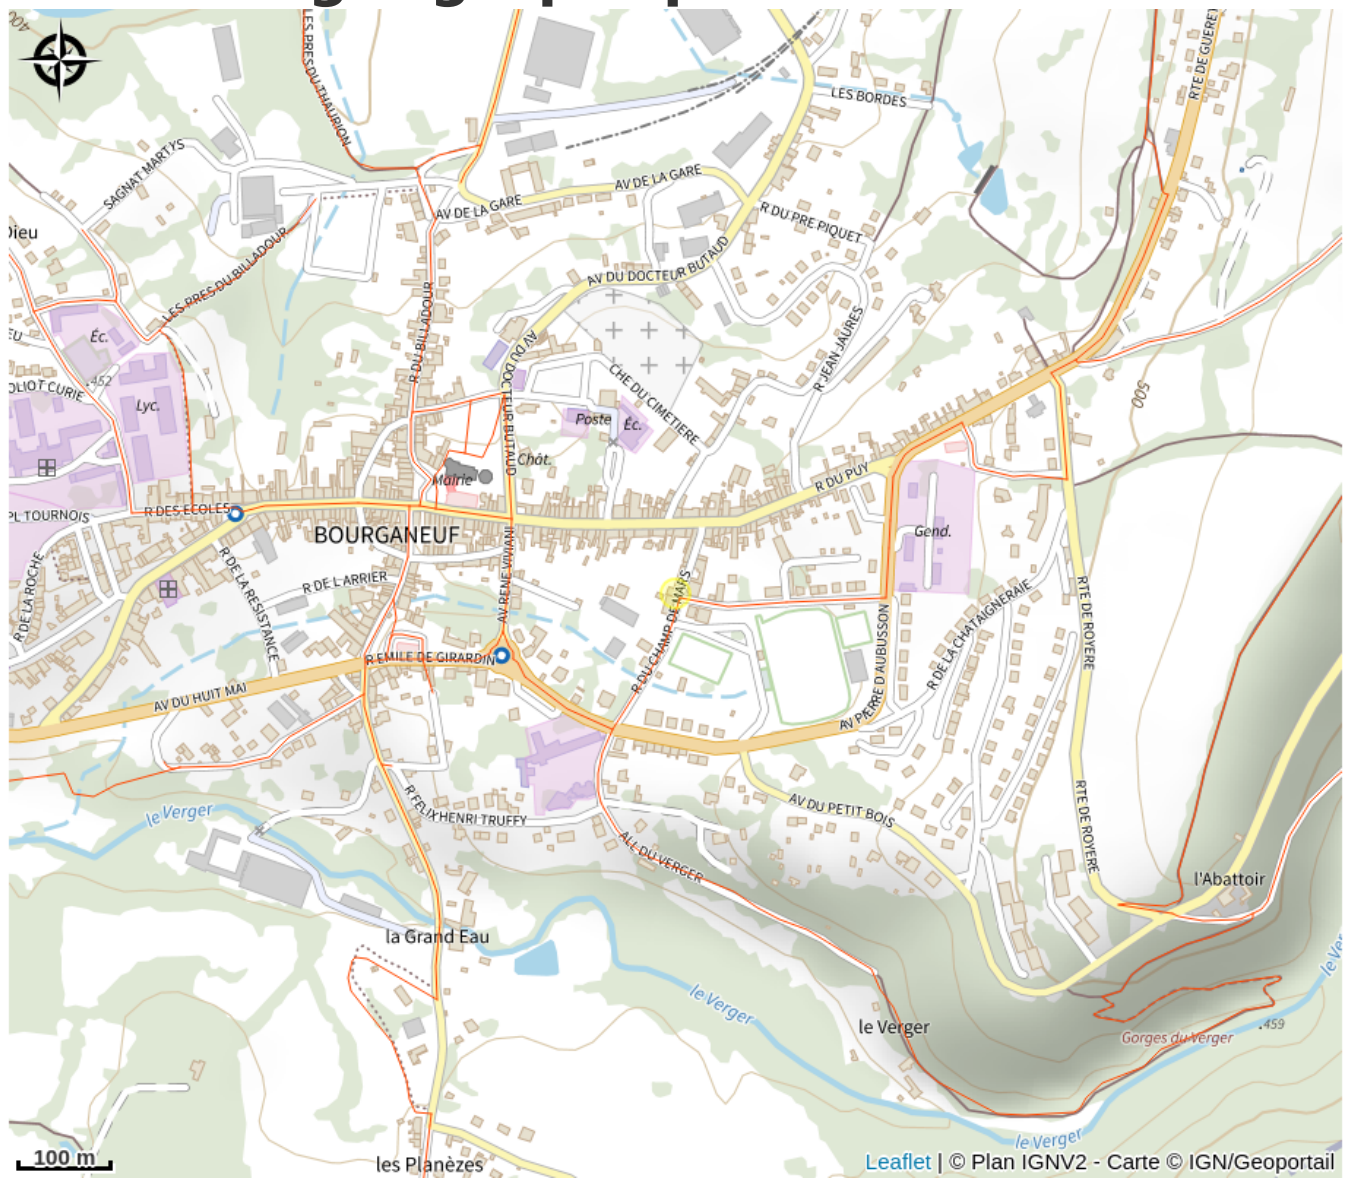 400
LES PRES DU THAURION
RTE DE GUERET
LES BORDES
SAGNAT MARTYS
AV DE LA GARE
AV DE LA GARE
R DU PRE PIQUET
Dieu
LES PRES DU BILLADOUR
AV DU DOCTEUR BUTAUD
R DU BILLADOUR
R JEAN JAURES
Éc.
EU
.452
OLIOT CURIE
AV DU DOCTEUR BUTAUD
CHE DU CIMETIERE
500
Lyc.
Poste
Éc.
Chât.
Mairie
R DU PUY
R DES ECOLES
PL TOURNOIS
BOURGANEUF
Gend.
R DE LA ROCHE
R DE LA RESISTANCE
R DE L ARRIER
AV RENE VIVIANI
R DU CHAMP DE MARS
R DE LA CHATAIGNERAIE
RTE DE ROYERE
R EMILE DE GIRARDIN
AV DU HUIT MAI
AV PIERRE D AUBUSSON
le Verger
R FELIX HENRI TRUFFY
AV DU PETIT BOIS
RTE DE ROYERE
ALL DU VERGER
l'Abattoir
la Grand Eau
le Verger
le Verger
le Ver
.459
Gorges du Verger
le Verger
les Planèzes
100 m
Leaflet | © Plan IGNV2 - Carte © IGN/Geoportail